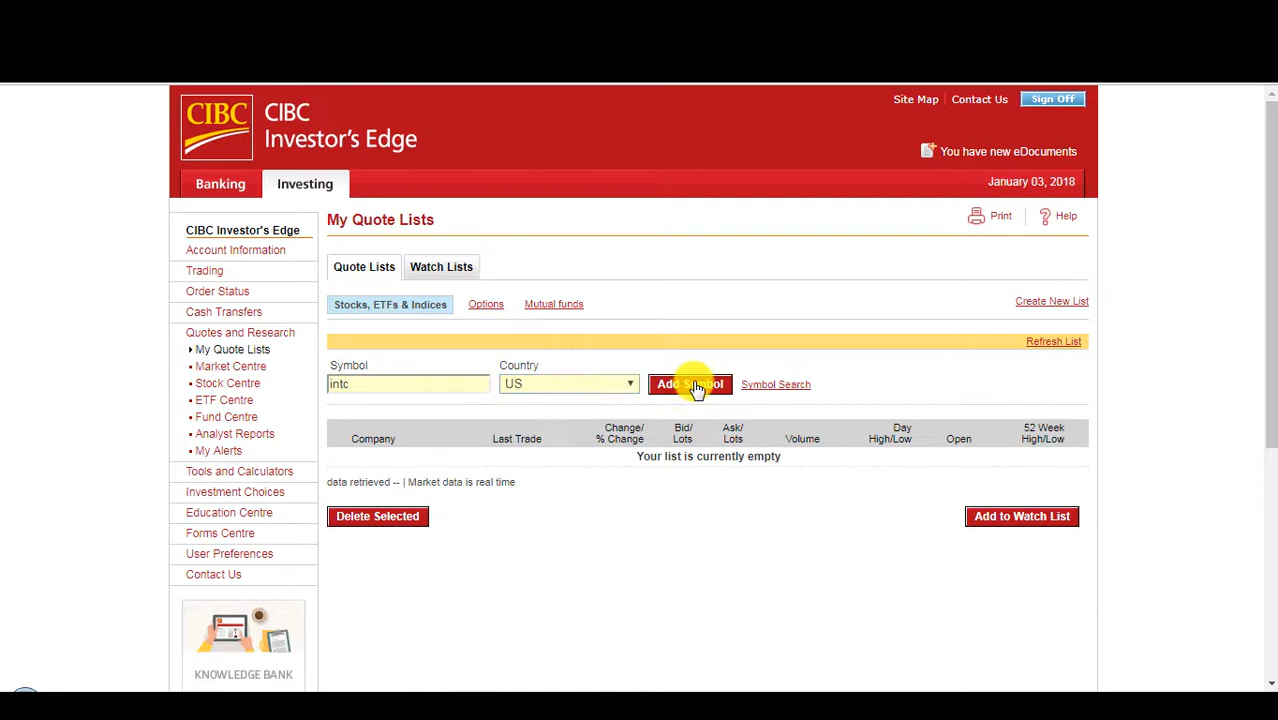 CIBC
CIBC
Investor's Edge
Site Map
Contact Us
Sign Off
You have new eDocuments
Banking
Investing
January 03, 2018
CIBC Investor's Edge
Account Information
Trading
Order Status
Cash Transfers
Quotes and Research
My Quote Lists
Market Centre
Stock Centre
ETF Centre
Fund Centre
Analyst Reports
My Alerts
Tools and Calculators
Investment Choices
Education Centre
Forms Centre
User Preferences
Contact Us
KNOWLEDGE BANK
My Quote Lists
Print
Help
Quote Lists
Watch Lists
Stocks, ETFs & Indices
Options
Mutual funds
Create New List
Refresh List
Symbol
Country
intc
US
Add Symbol
Symbol Search
Company
Last Trade
Change/
% Change
Bid/
Lots
Ask/
Lots
Volume
Day
High/Low
Open
52 Week
High/Low
Your list is currently empty
data retrieved -- | Market data is real time
Delete Selected
Add to Watch List